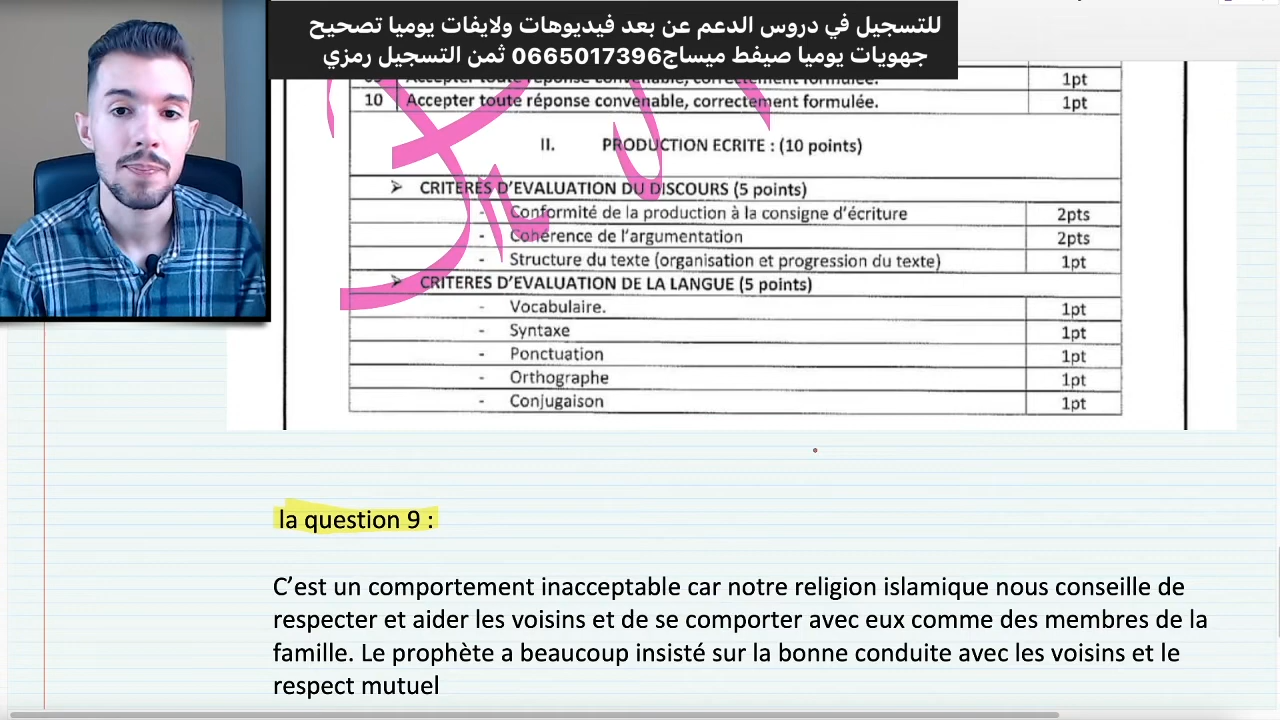 للتسجيل في دروس الدعم عن بعد فيديوهات ولايفات يوميا تصحيح
جهويات يوميا صيفط ميساج0665017396 ثمن التسجيل رمزي
Accepter toute réponse convenable, correctement formulée. 1pt
10 Accepter toute réponse convenable, correctement formulée. 1pt
II. PRODUCTION ECRITE : (10 points)
➢ CRITERES D'EVALUATION DU DISCOURS (5 points)
- Conformité de la production à la consigne d'écriture 2pts
- Cohérence de l'argumentation 2pts
- Structure du texte (organisation et progression du texte) 1pt
➢ CRITERES D'EVALUATION DE LA LANGUE (5 points)
- Vocabulaire. 1pt
- Syntaxe 1pt
- Ponctuation 1pt
- Orthographe 1pt
- Conjugaison 1pt
la question 9 :
C'est un comportement inacceptable car notre religion islamique nous conseille de
respecter et aider les voisins et de se comporter avec eux comme des membres de la
famille. Le prophète a beaucoup insisté sur la bonne conduite avec les voisins et le
respect mutuel